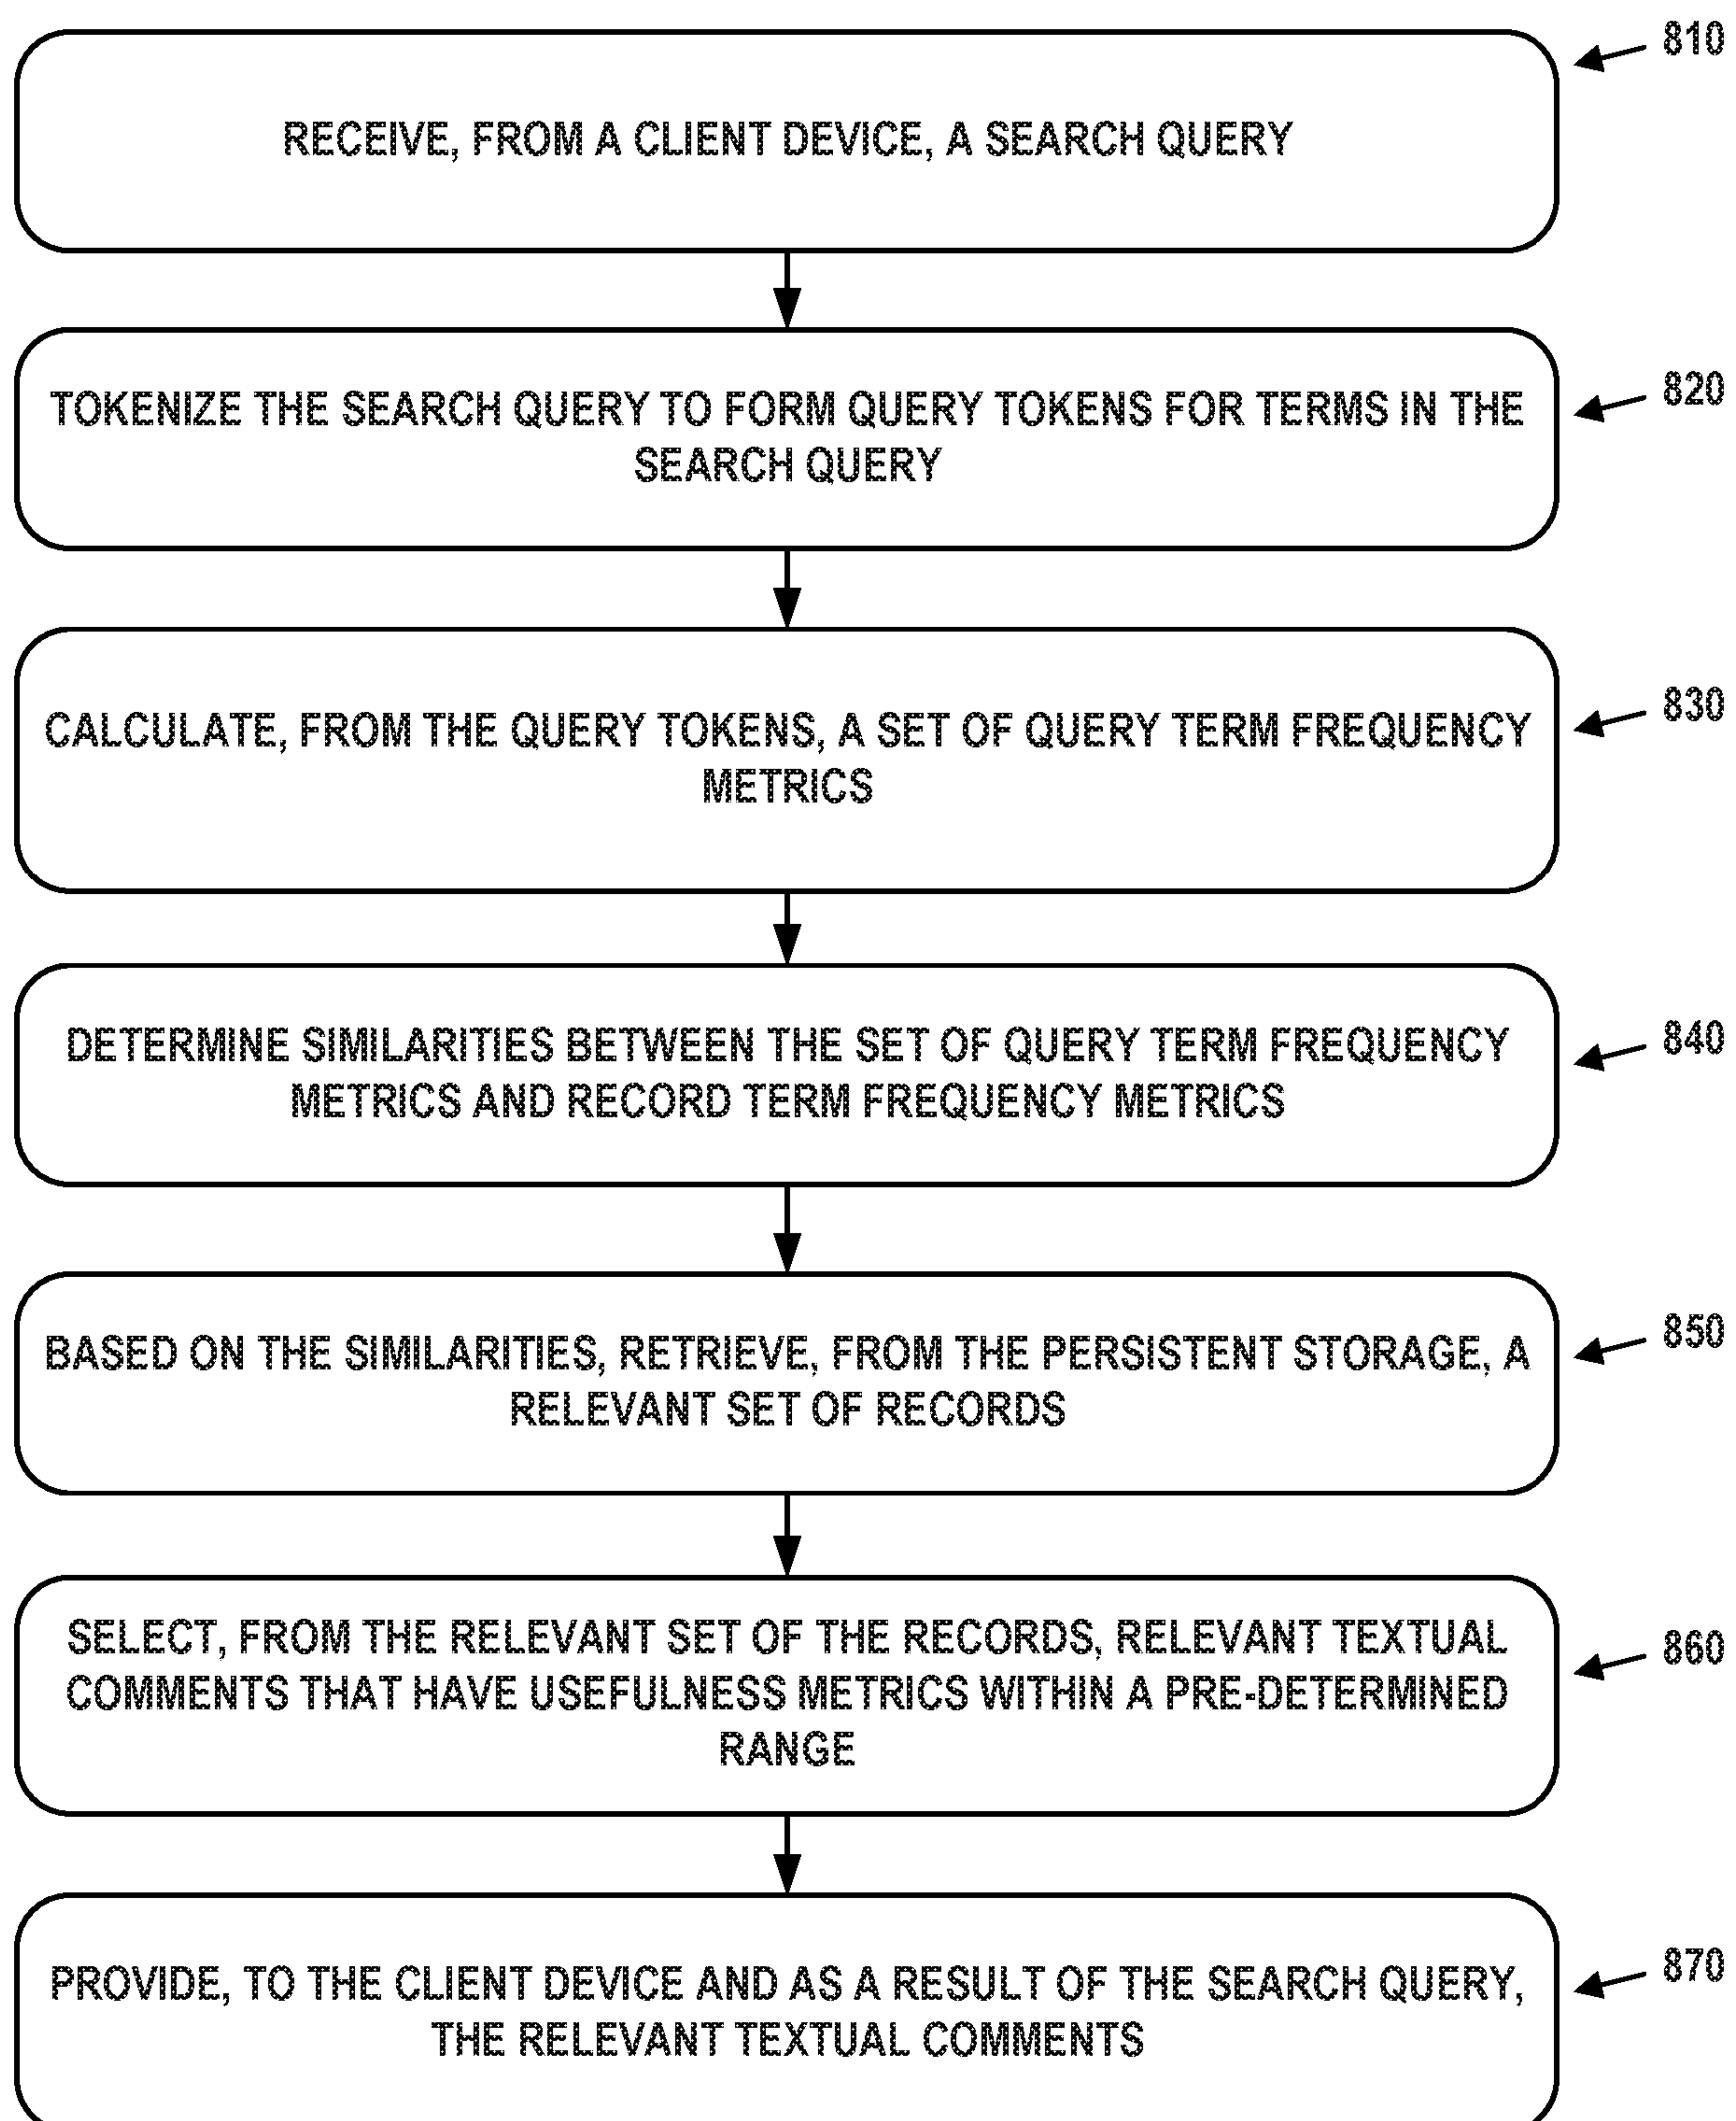 810
RECEIVE, FROM A CLIENT DEVICE, A SEARCH QUERY
820
TOKENIZE THE SEARCH QUERY TO FORM QUERY TOKENS FOR TERMS IN THE
SEARCH QUERY
830
CALCULATE, FROM THE QUERY TOKENS, A SET OF QUERY TERM FREQUENCY
METRICS
840
DETERMINE SIMILARITIES BETWEEN THE SET OF QUERY TERM FREQUENCY
METRICS AND RECORD TERM FREQUENCY METRICS
850
BASED ON THE SIMILARITIES, RETRIEVE, FROM THE PERSISTENT STORAGE, A
RELEVANT SET OF RECORDS
860
SELECT, FROM THE RELEVANT SET OF THE RECORDS, RELEVANT TEXTUAL
COMMENTS THAT HAVE USEFULNESS METRICS WITHIN A PRE-DETERMINED
RANGE
870
PROVIDE, TO THE CLIENT DEVICE AND AS A RESULT OF THE SEARCH QUERY,
THE RELEVANT TEXTUAL COMMENTS